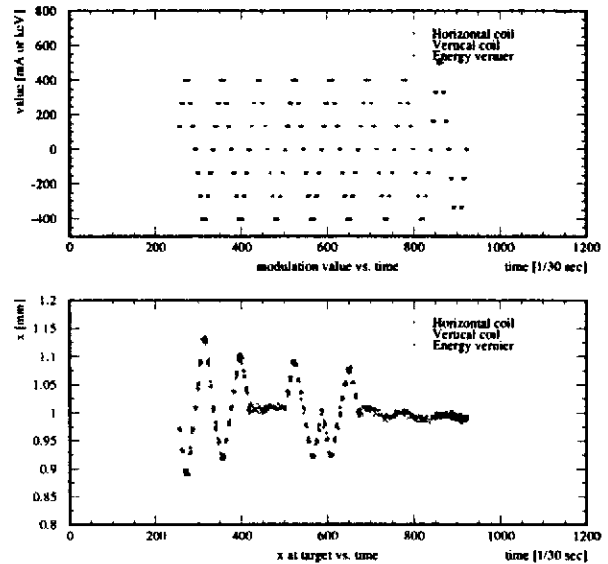 value [mA or keV]
800
600
400
200
0
-200
-400
Horizontal coil
Vertical coil
Energy vernier
0 200 400 600 800 1000 1200
modulation value vs. time
time [1/30 sec]
x [mm]
1.2
1.15
1.1
1.05
1
0.95
0.9
0.85
0.8
Horizontal coil
Vertical coil
Energy vernier
0 200 400 600 800 1000 1200
x at target vs. time
time [1/30 sec]